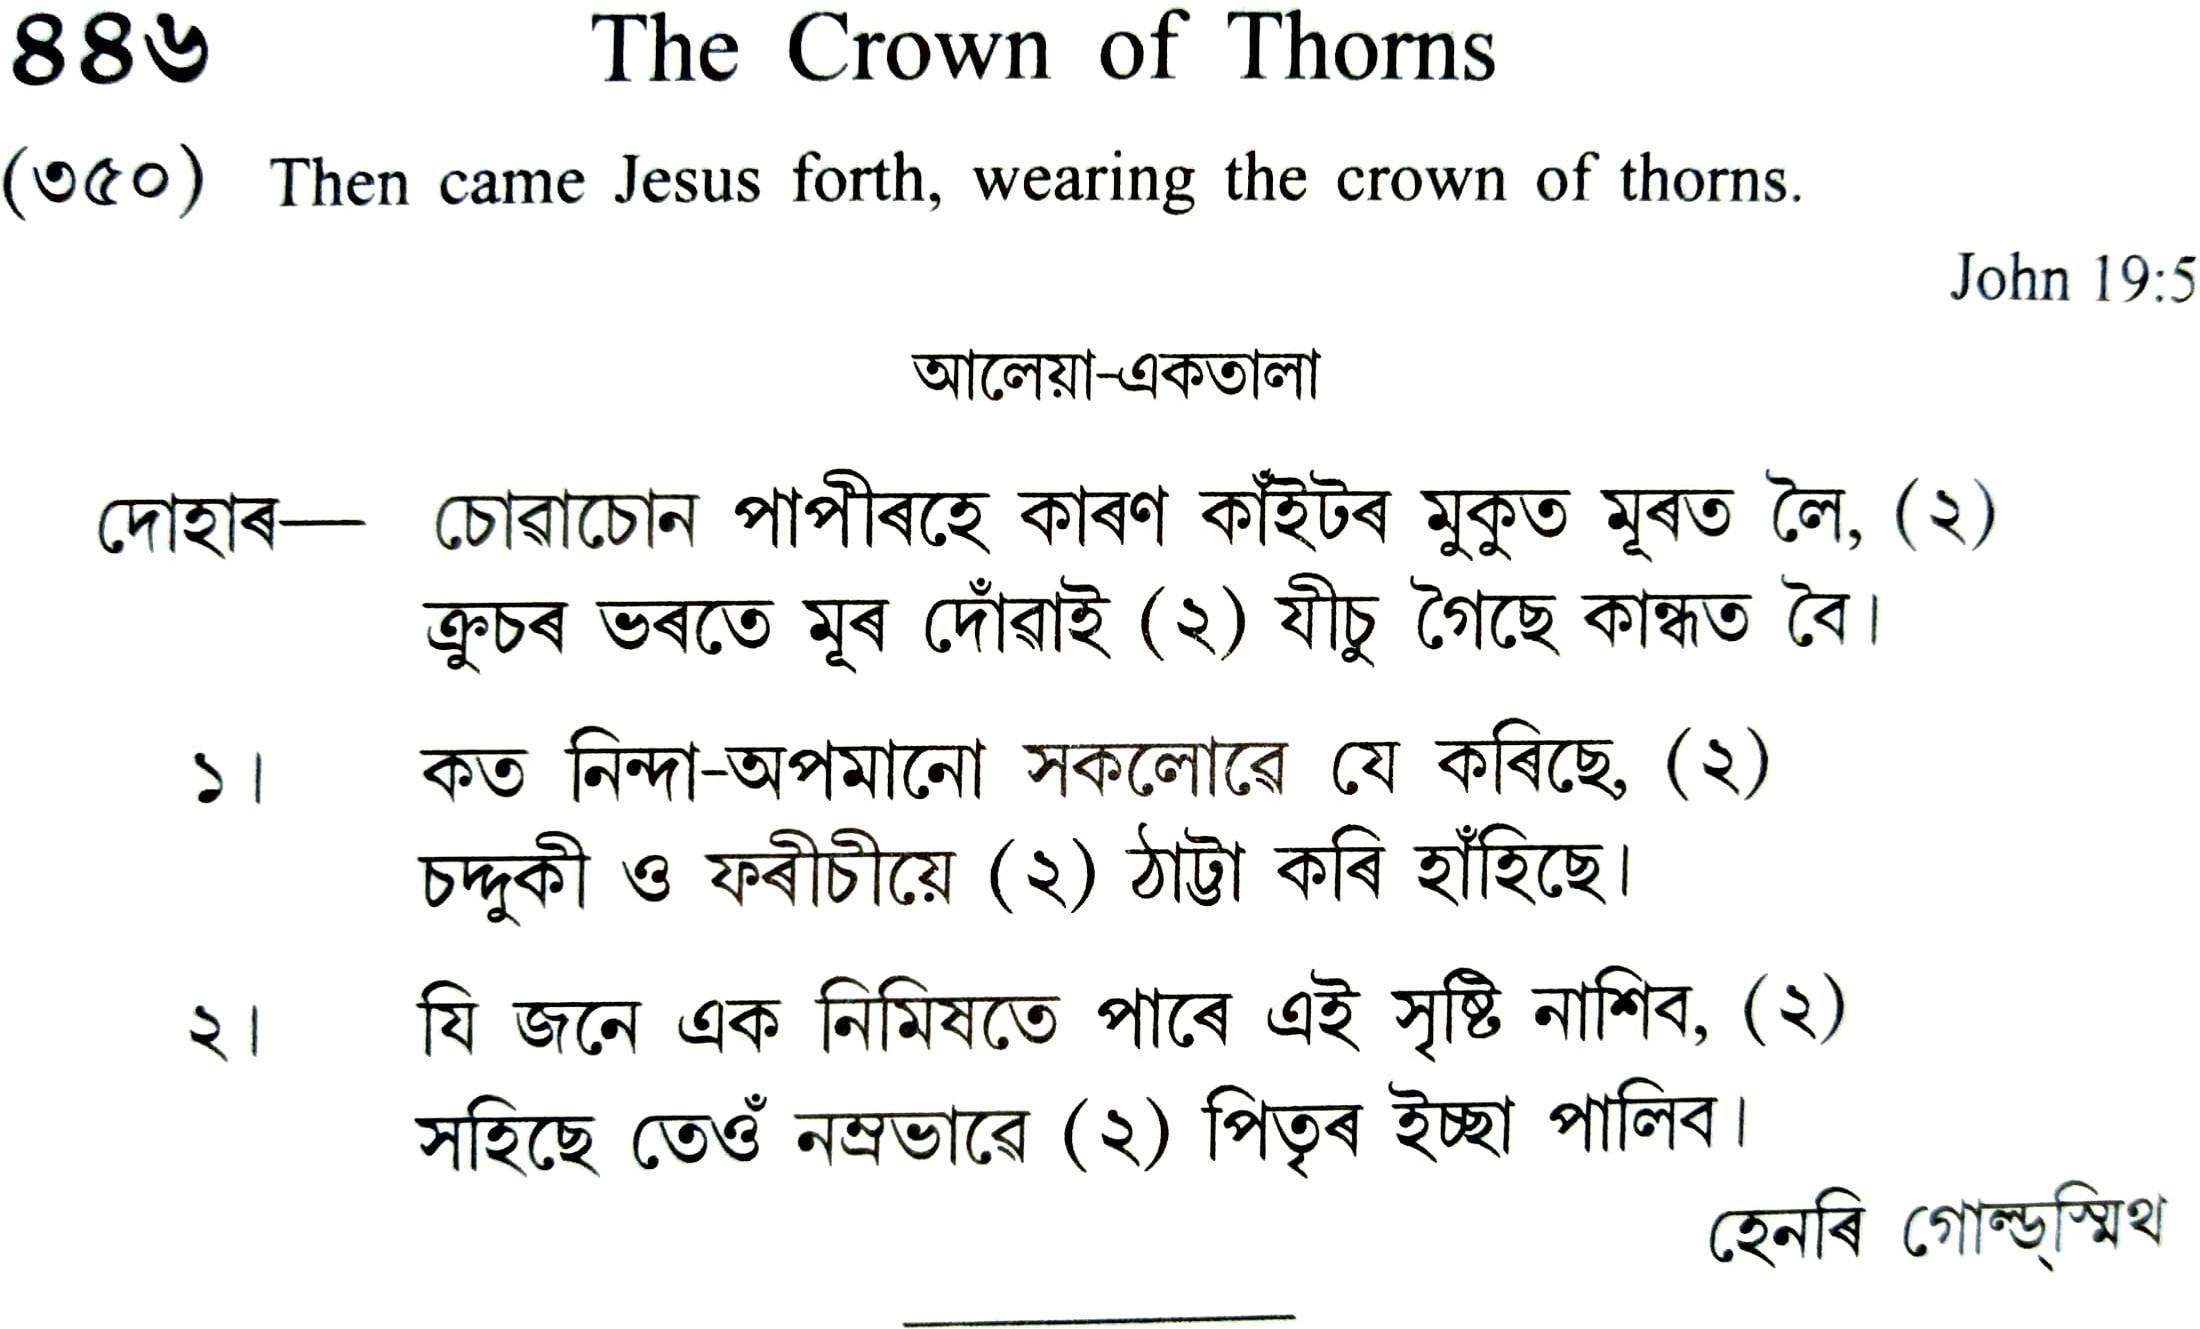 ৪৪৬ The Crown of Thorns
(৩৫০) Then came Jesus forth, wearing the crown of thorns.
John 19:5
আলেয়া-একতালা
দোহাৰ— চোৱাচোন পাপীৰহে কাৰণ কাঁইটৰ মুকুত মূৰত লৈ, (২)
ক্ৰুচৰ ভৰতে মূৰ দোঁৱাই (২) যীচু গৈছে কান্ধত বৈ।
১। কত নিন্দা-অপমানো সকলোৱে যে কৰিছে, (২)
চদ্দুকী ও ফৰীচীয়ে (২) ঠাট্টা কৰি হাঁহিছে।
২। যি জনে এক নিমিষতে পাৰে এই সৃষ্টি নাশিব, (২)
সহিছে তেওঁ নম্ৰভাৱে (২) পিতৃৰ ইচ্ছা পালিব।
হেনৰি গোল্ড্স্মিথ